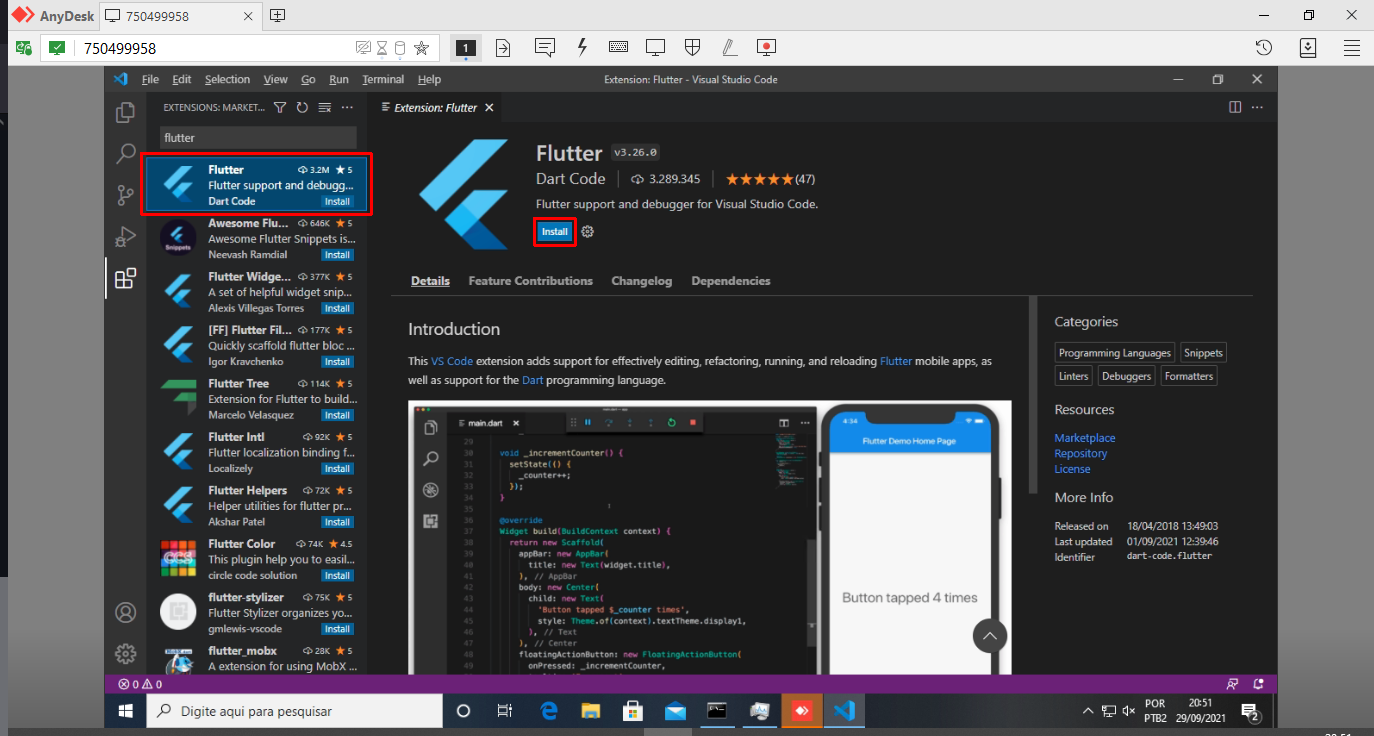 AnyDesk
750499958
750499958
1
File Edit Selection View Go Run Terminal Help
Extension: Flutter - Visual Studio Code
EXTENSIONS: MARKET...
flutter
Flutter 3.2M ★ 5
Flutter support and debugg...
Dart Code Install
Awesome Flu... 646K ★ 5
Awesome Flutter Snippets is...
Neevash Ramdial Install
Snippets
Flutter Widge... 377K ★ 5
A set of helpful widget snip...
Alexis Villegas Torres Install
[FF] Flutter Fil... 177K ★ 5
Quickly scaffold flutter bloc ...
Igor Kravchenko Install
Flutter Tree 114K ★ 5
Extension for Flutter to build...
Marcelo Velasquez Install
Flutter Intl 92K ★ 5
Flutter localization binding f...
Localizely Install
Flutter Helpers 72K ★ 5
Helper utilities for flutter pr...
Akshar Patel Install
Flutter Color 74K ★ 4.5
This plugin help you to easil...
circle code solution Install
flutter-stylizer 75K ★ 5
Flutter Stylizer organizes yo...
gmlewis-vscode Install
flutter_mobx 28K ★ 5
A extension for using MobX ...
Extension: Flutter
Flutter v3.26.0
Dart Code 3.289.345 ★★★★★(47)
Flutter support and debugger for Visual Studio Code.
Install
Details Feature Contributions Changelog Dependencies
Introduction
This VS Code extension adds support for effectively editing, refactoring, running, and reloading Flutter mobile apps, as
well as support for the Dart programming language.
main.dart
29
30 void _incrementCounter() {
31 setState(() {
32 _counter++;
33 });
34 }
35
36 @override
37 Widget build(BuildContext context) {
38 return new Scaffold(
39 appBar: new AppBar(
40 title: new Text(widget.title),
41 ), // AppBar
42 body: new Center(
43 child: new Text(
44 'Button tapped $_counter times',
45 style: Theme.of(context).textTheme.display1,
46 ), // Text
47 ), // Center
48 floatingActionButton: new FloatingActionButton(
49 onPressed: _incrementCounter,
4:34
Flutter Demo Home Page
Button tapped 4 times
Categories
Programming Languages Snippets
Linters Debuggers Formatters
Resources
Marketplace
Repository
License
More Info
Released on 18/04/2018 13:49:03
Last updated 01/09/2021 12:39:46
Identifier dart-code.flutter
0 0
Digite aqui para pesquisar
POR
PTB2
20:51
29/09/2021
2